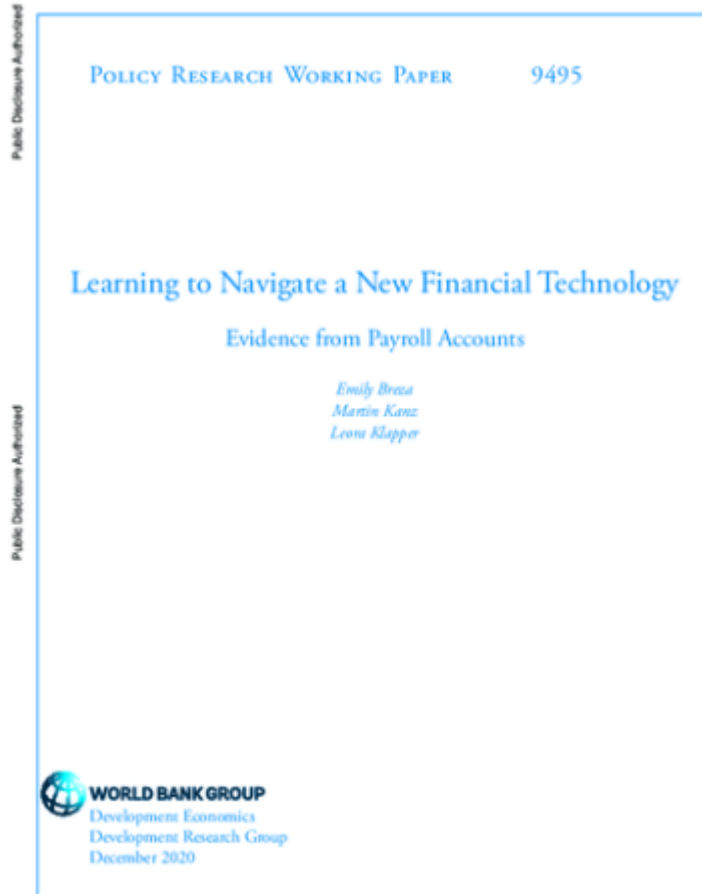 Public Disclosure Authorized
POLICY RESEARCH WORKING PAPER 9495
Learning to Navigate a New Financial Technology
Evidence from Payroll Accounts
Emily Breza
Martin Kanz
Leora Klapper
Public Disclosure Authorized
WORLD BANK GROUP
Development Economics
Development Research Group
December 2020